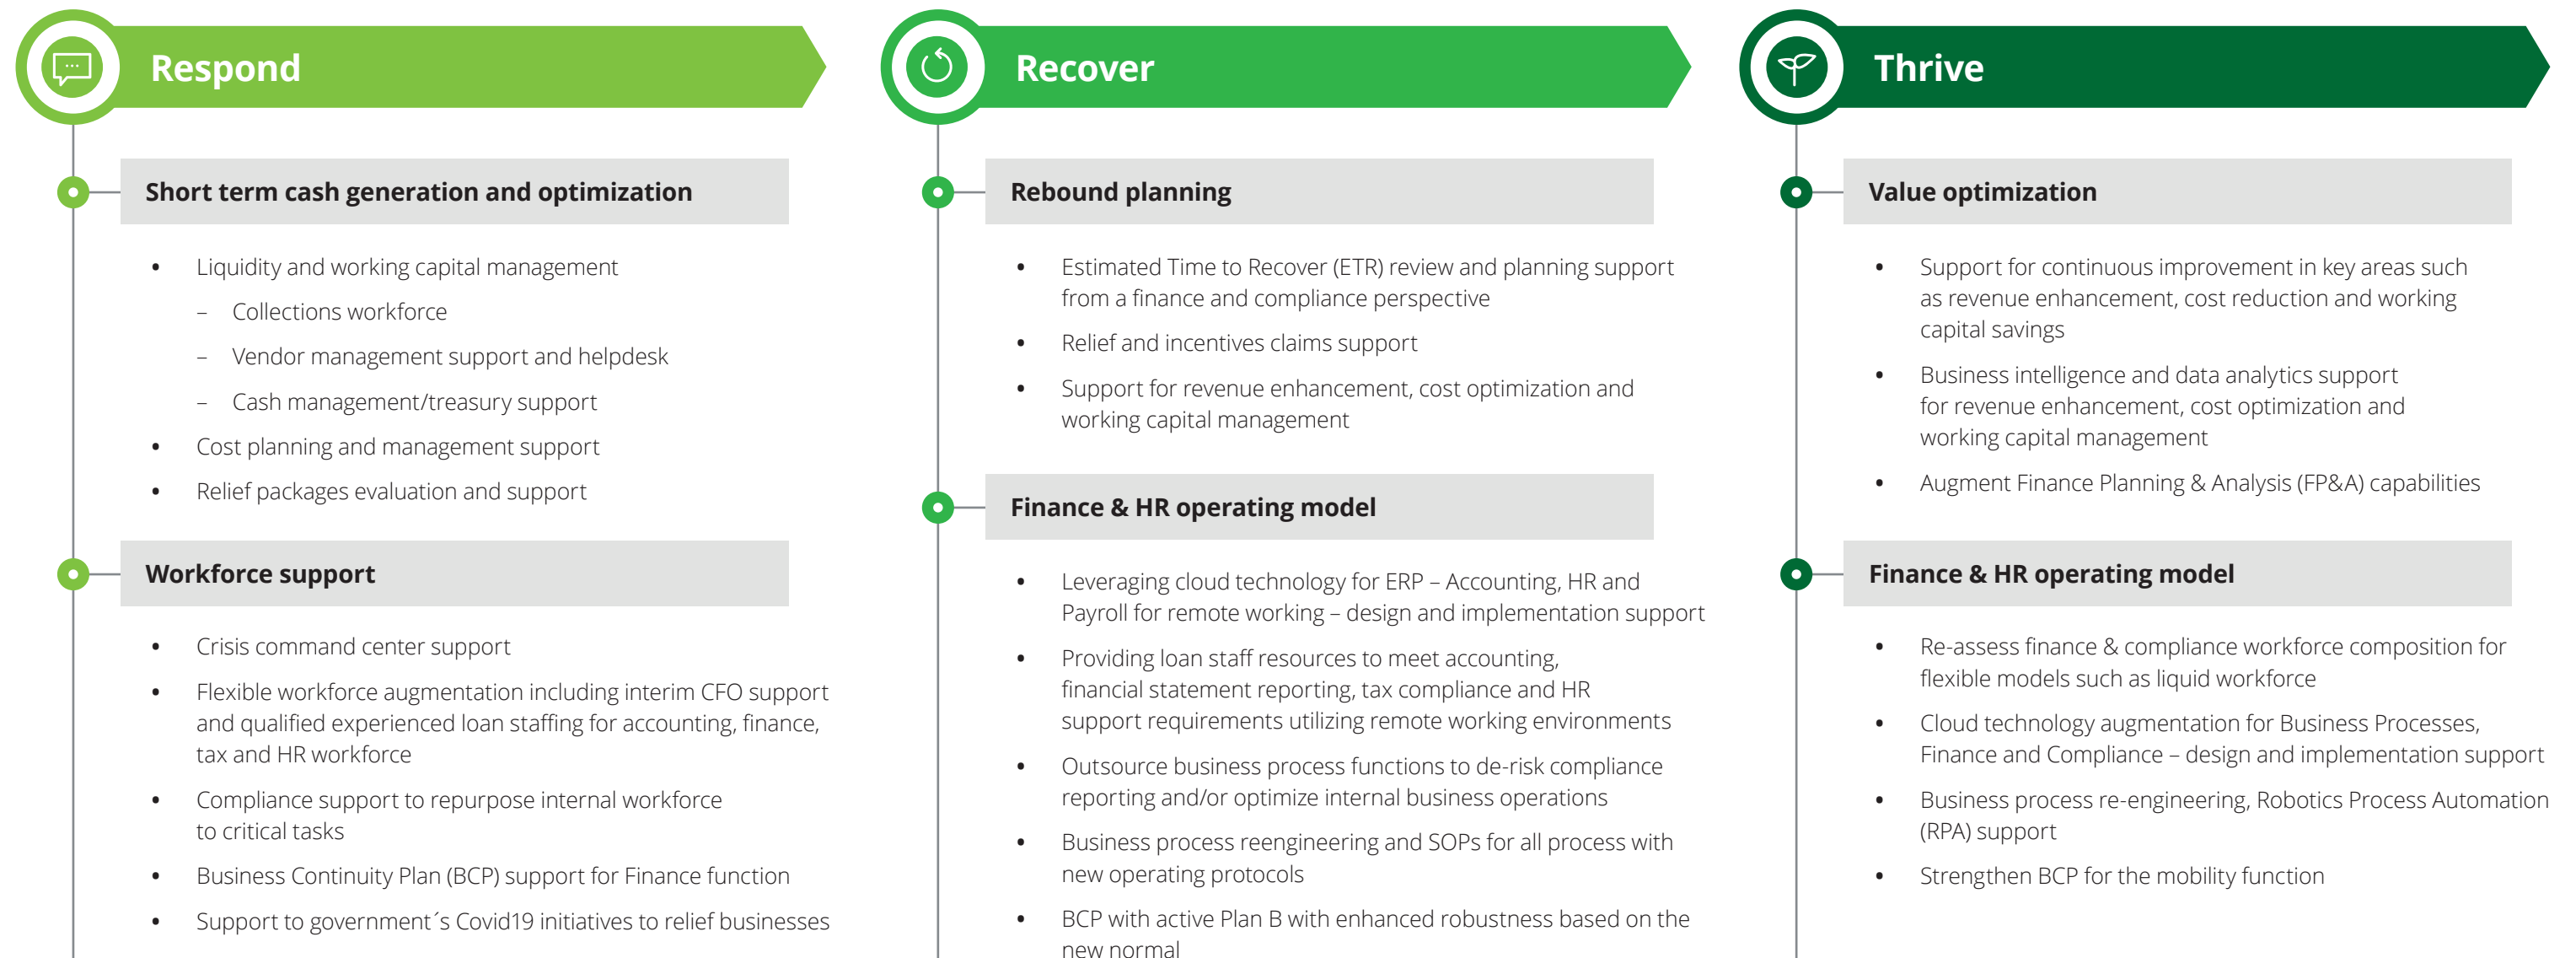 Respond
Short term cash generation and optimization
• Liquidity and working capital management
– Collections workforce
– Vendor management support and helpdesk
– Cash management/treasury support
• Cost planning and management support
• Relief packages evaluation and support
Workforce support
• Crisis command center support
• Flexible workforce augmentation including interim CFO support
and qualified experienced loan staffing for accounting, finance,
tax and HR workforce
• Compliance support to repurpose internal workforce
to critical tasks
• Business Continuity Plan (BCP) support for Finance function
• Support to government´s Covid19 initiatives to relief businesses
Recover
Rebound planning
• Estimated Time to Recover (ETR) review and planning support
from a finance and compliance perspective
• Relief and incentives claims support
• Support for revenue enhancement, cost optimization and
working capital management
Finance & HR operating model
• Leveraging cloud technology for ERP – Accounting, HR and
Payroll for remote working – design and implementation support
• Providing loan staff resources to meet accounting,
financial statement reporting, tax compliance and HR
support requirements utilizing remote working environments
• Outsource business process functions to de-risk compliance
reporting and/or optimize internal business operations
• Business process reengineering and SOPs for all process with
new operating protocols
• BCP with active Plan B with enhanced robustness based on the
new normal
Thrive
Value optimization
• Support for continuous improvement in key areas such
as revenue enhancement, cost reduction and working
capital savings
• Business intelligence and data analytics support
for revenue enhancement, cost optimization and
working capital management
• Augment Finance Planning & Analysis (FP&A) capabilities
Finance & HR operating model
• Re-assess finance & compliance workforce composition for
flexible models such as liquid workforce
• Cloud technology augmentation for Business Processes,
Finance and Compliance – design and implementation support
• Business process re-engineering, Robotics Process Automation
(RPA) support
• Strengthen BCP for the mobility function